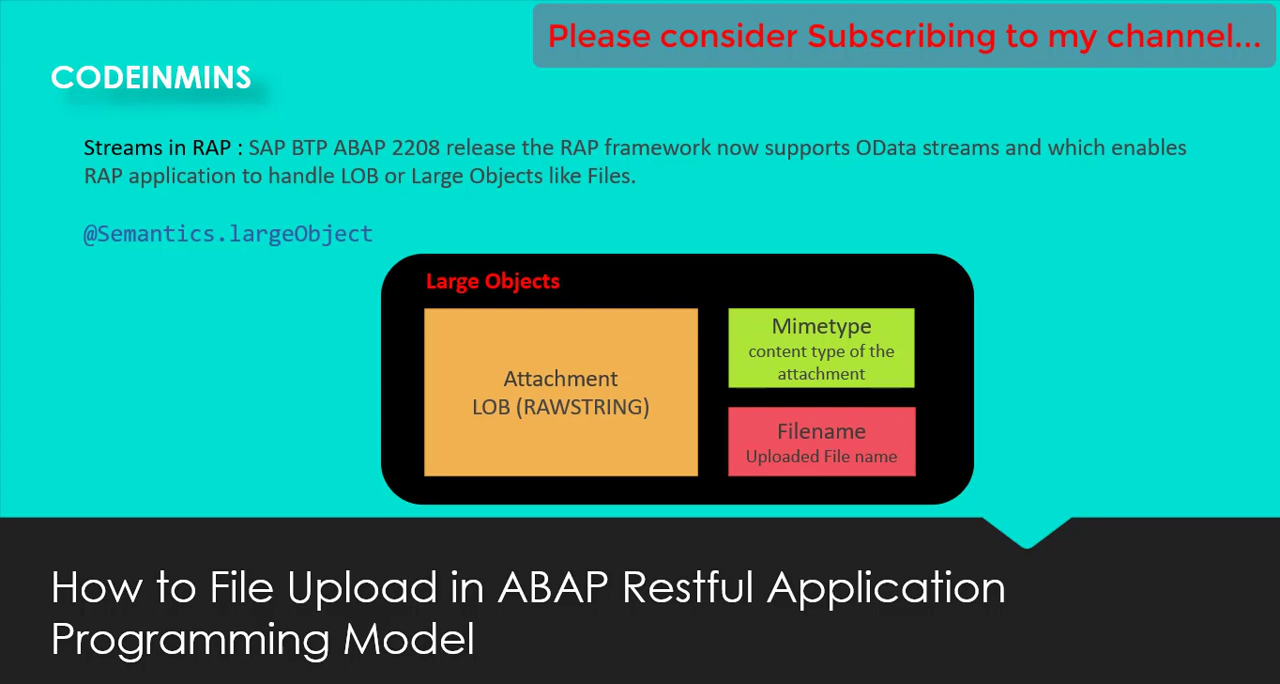 Please consider Subscribing to my channel...
CODEINMINS
Streams in RAP : SAP BTP ABAP 2208 release the RAP framework now supports OData streams and which enables
RAP application to handle LOB or Large Objects like Files.
@Semantics.largeObject
Large Objects
Attachment
LOB (RAWSTRING)
Mimetype
content type of the
attachment
Filename
Uploaded File name
How to File Upload in ABAP Restful Application
Programming Model